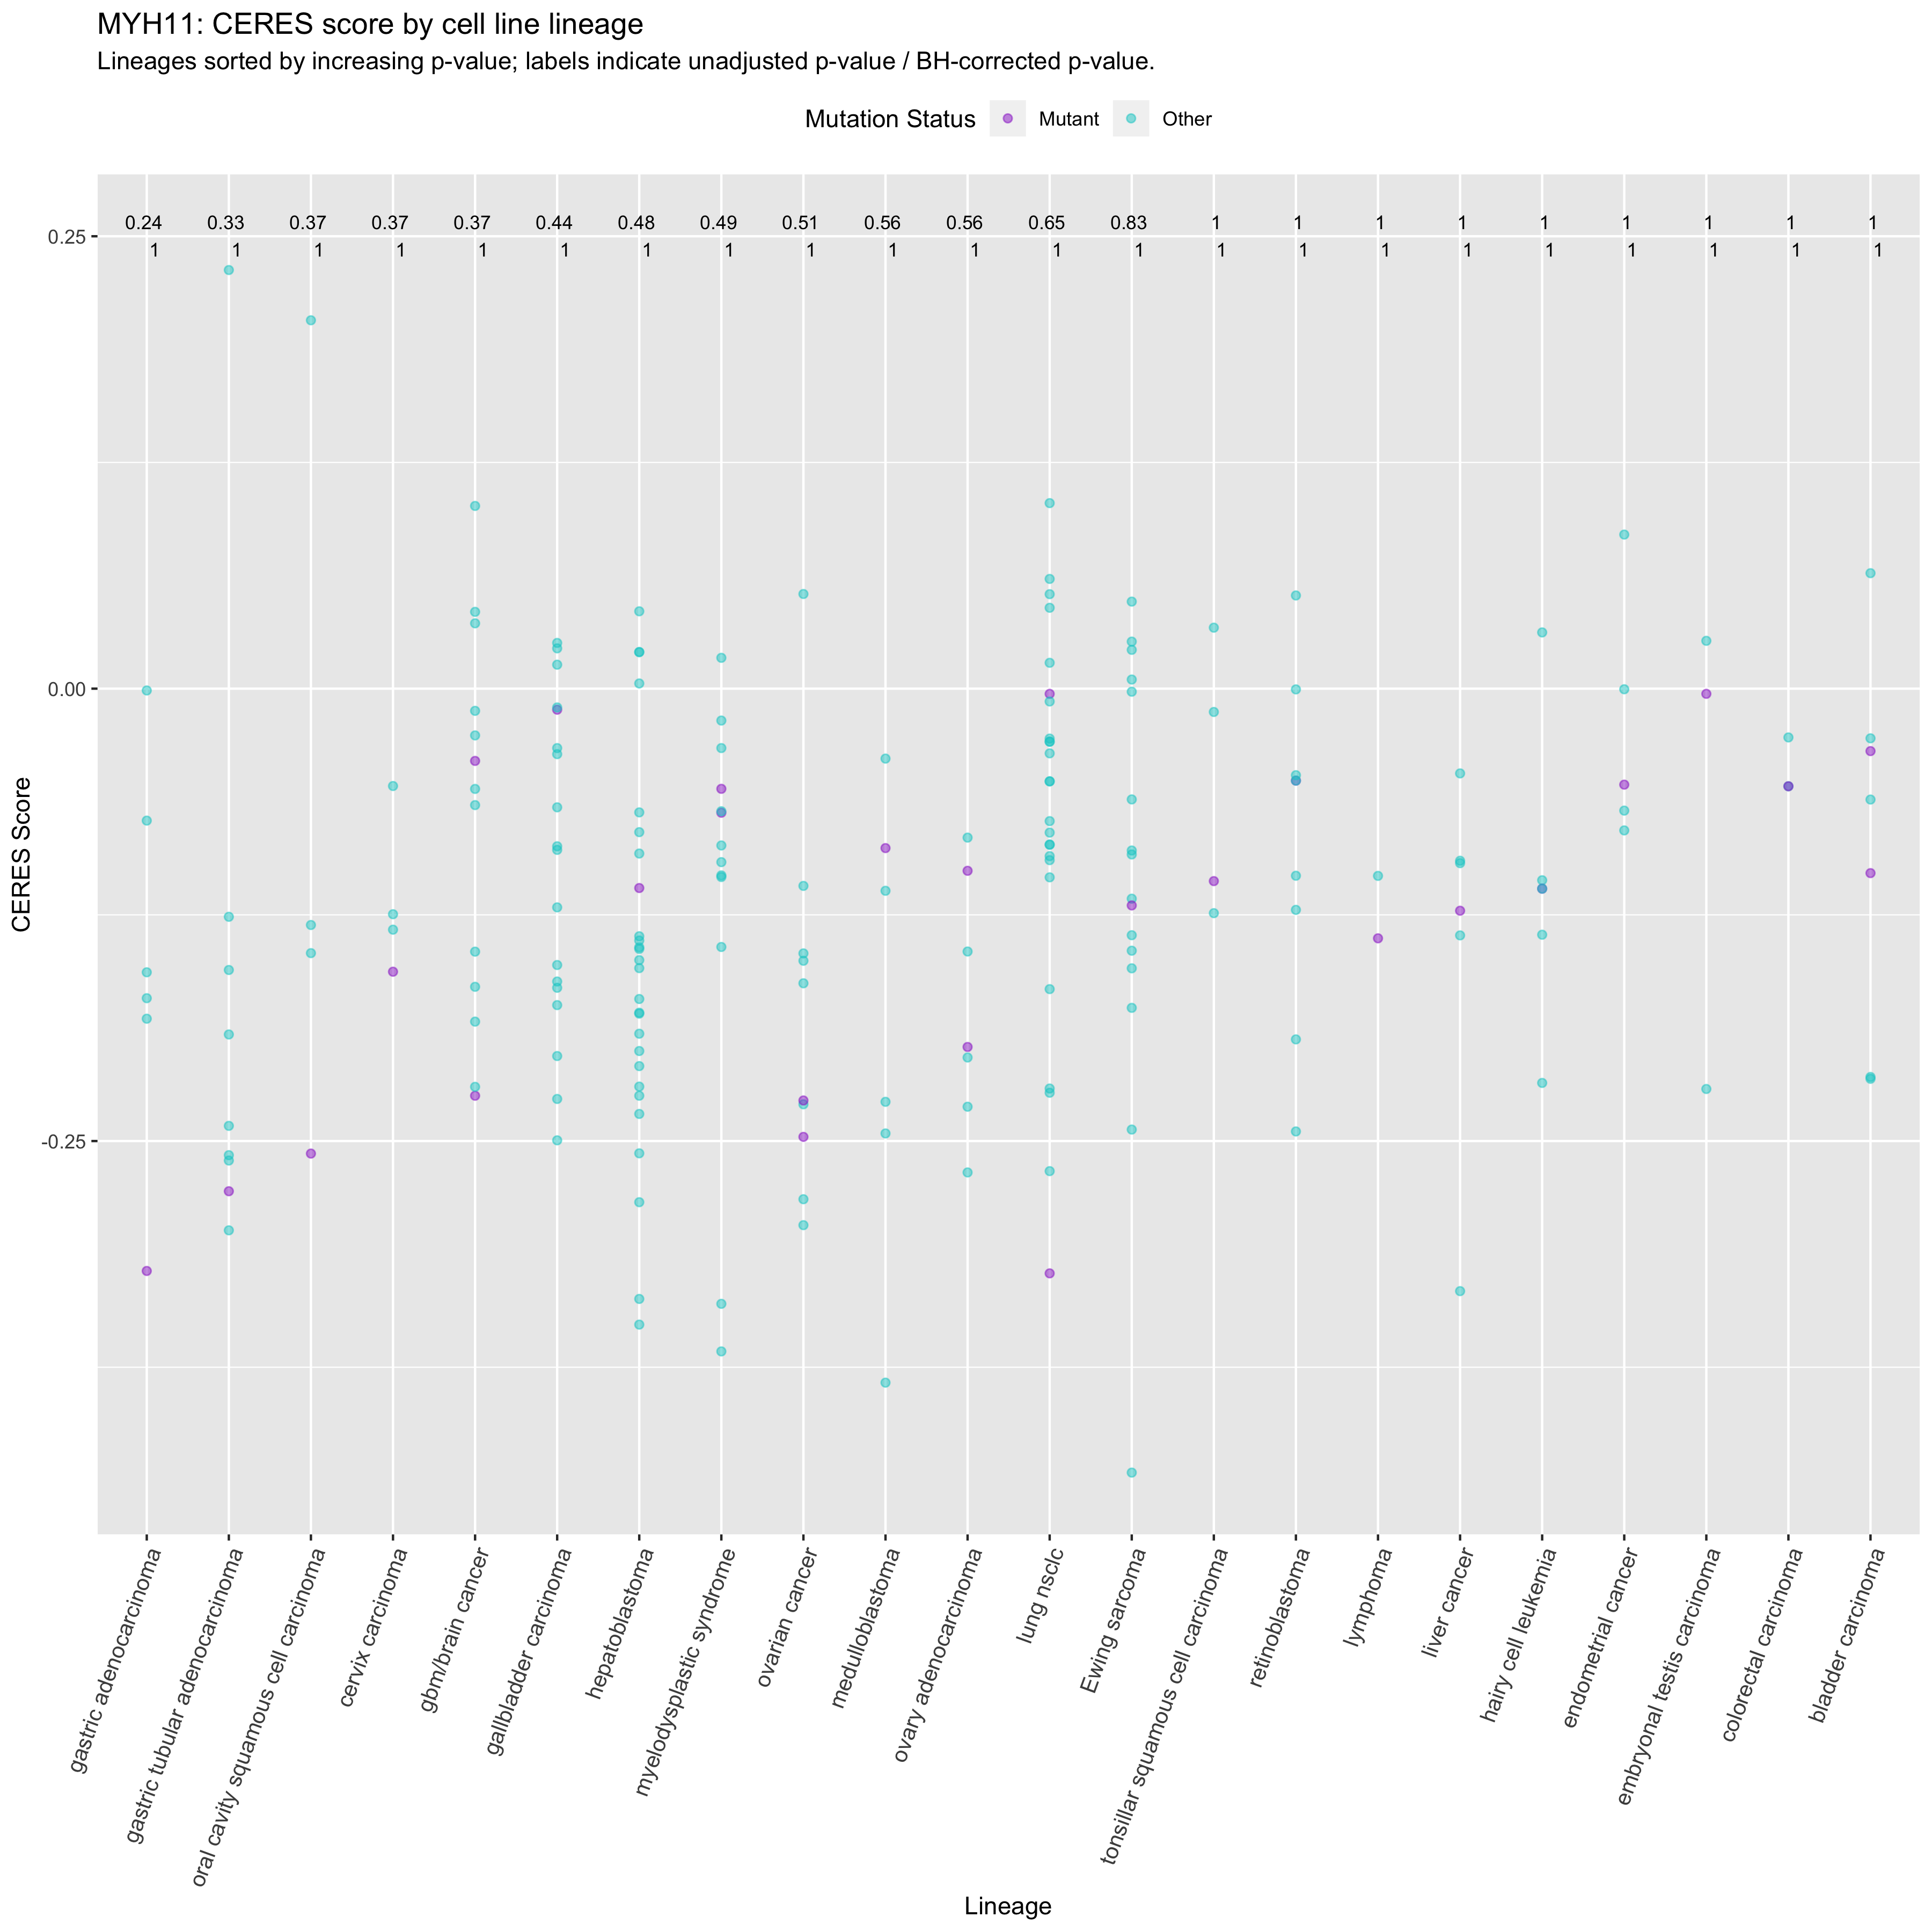 MYH11: CERES score by cell line lineage
Lineages sorted by increasing p-value; labels indicate unadjusted p-value / BH-corrected p-value.
Mutation Status Mutant Other
0.24 0.33 0.37 0.37 0.37 0.44 0.48 0.49 0.51 0.56 0.56 0.65 0.83 1 1 1 1 1 1 1 1 1
1 1 1 1 1 1 1 1 1 1 1 1 1 1 1 1 1 1 1 1 1 1
0.25
0.00
-0.25
CERES Score
gastric adenocarcinoma
gastric tubular adenocarcinoma
oral cavity squamous cell carcinoma
cervix carcinoma
gbm/brain cancer
gallbladder carcinoma
hepatoblastoma
myelodysplastic syndrome
ovarian cancer
medulloblastoma
ovary adenocarcinoma
lung nsclc
Ewing sarcoma
tonsillar squamous cell carcinoma
retinoblastoma
lymphoma
liver cancer
hairy cell leukemia
endometrial cancer
embryonal testis carcinoma
colorectal carcinoma
bladder carcinoma
Lineage